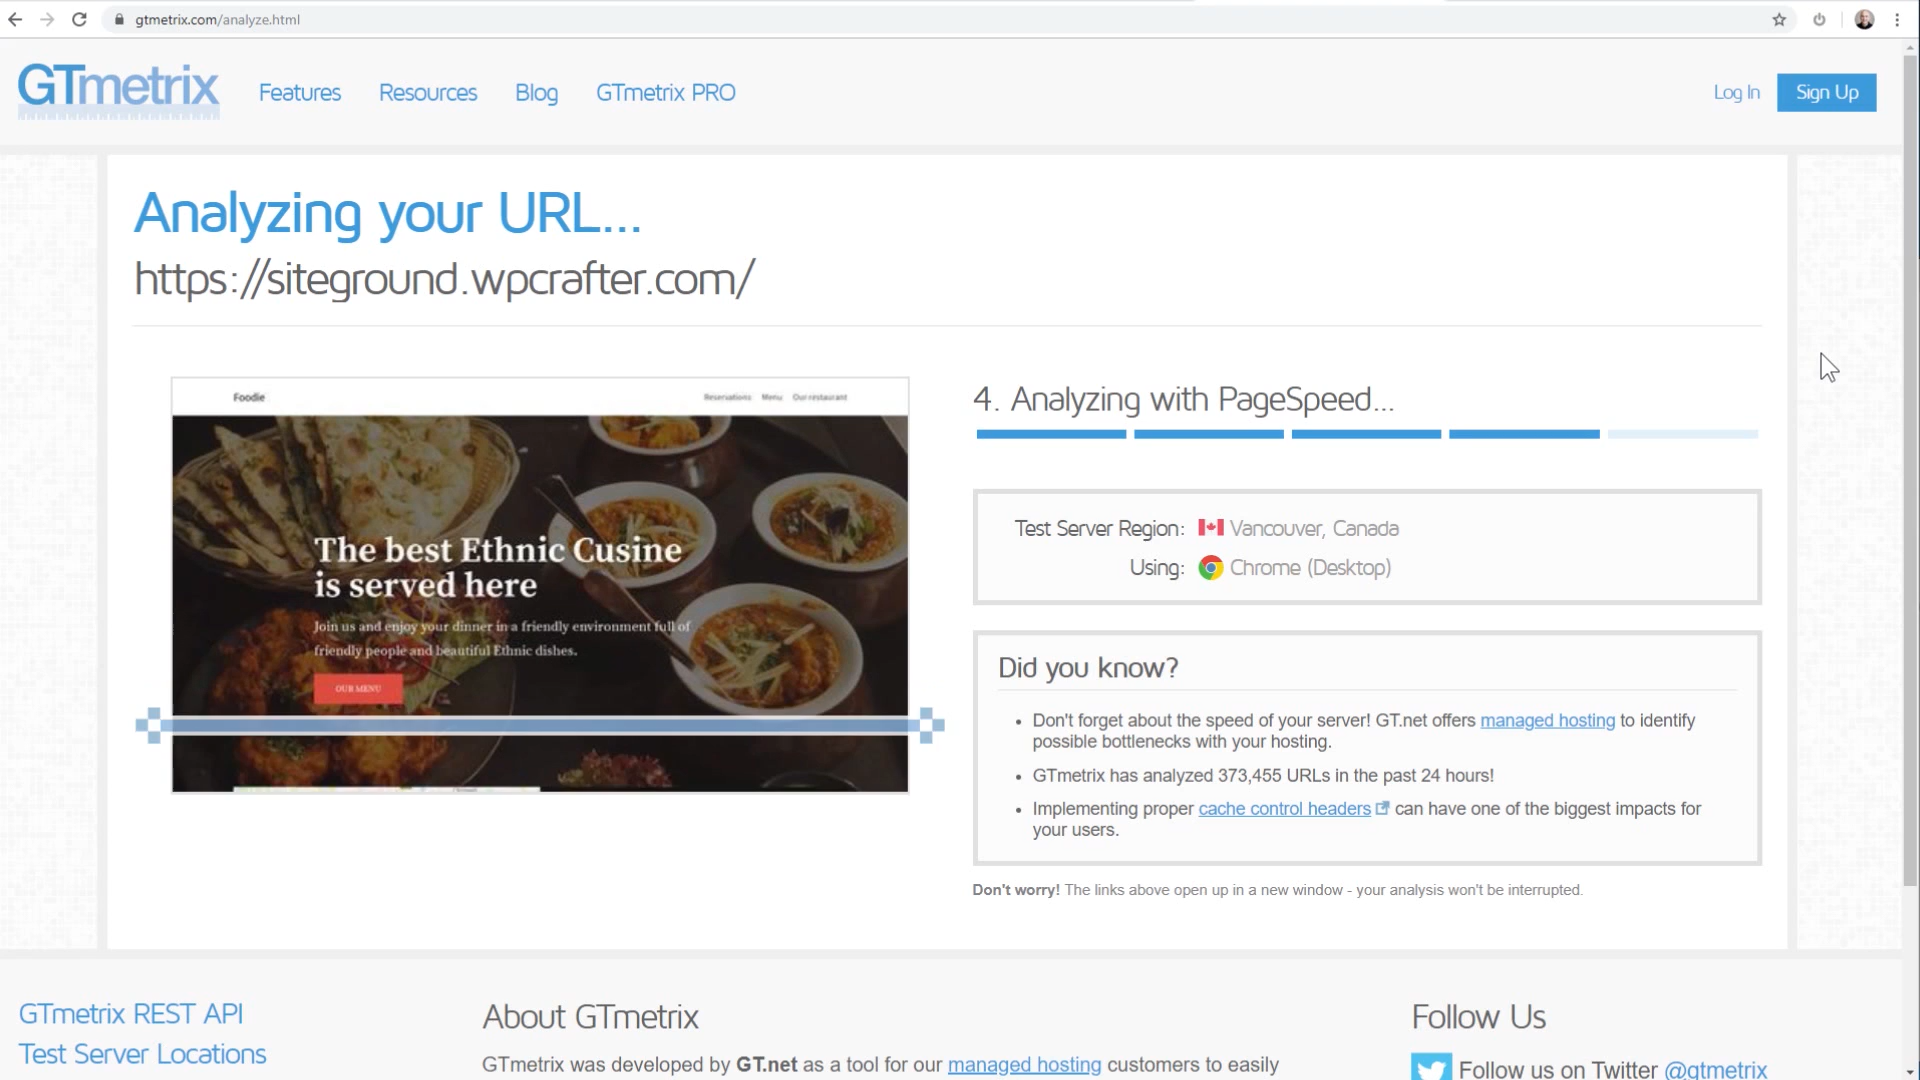 gtmetrix.com/analyze.html
GTmetrix
Features
Resources
Blog
GTmetrix PRO
Log In
Sign Up
Analyzing your URL...
https://siteground.wpcrafter.com/
Foodie
Reservations Menu Our restaurant
The best Ethnic Cusine
is served here
Join us and enjoy your dinner in a friendly environment full of
friendly people and beautiful Ethnic dishes.
OUR MENU
4. Analyzing with PageSpeed...
Test Server Region: Vancouver, Canada
Using: Chrome (Desktop)
Did you know?
• Don't forget about the speed of your server! GT.net offers managed hosting to identify
possible bottlenecks with your hosting.
• GTmetrix has analyzed 373,455 URLs in the past 24 hours!
• Implementing proper cache control headers can have one of the biggest impacts for
your users.
Don't worry! The links above open up in a new window - your analysis won't be interrupted.
GTmetrix REST API
Test Server Locations
About GTmetrix
GTmetrix was developed by GT.net as a tool for our managed hosting customers to easily
Follow Us
Follow us on Twitter @gtmetrix